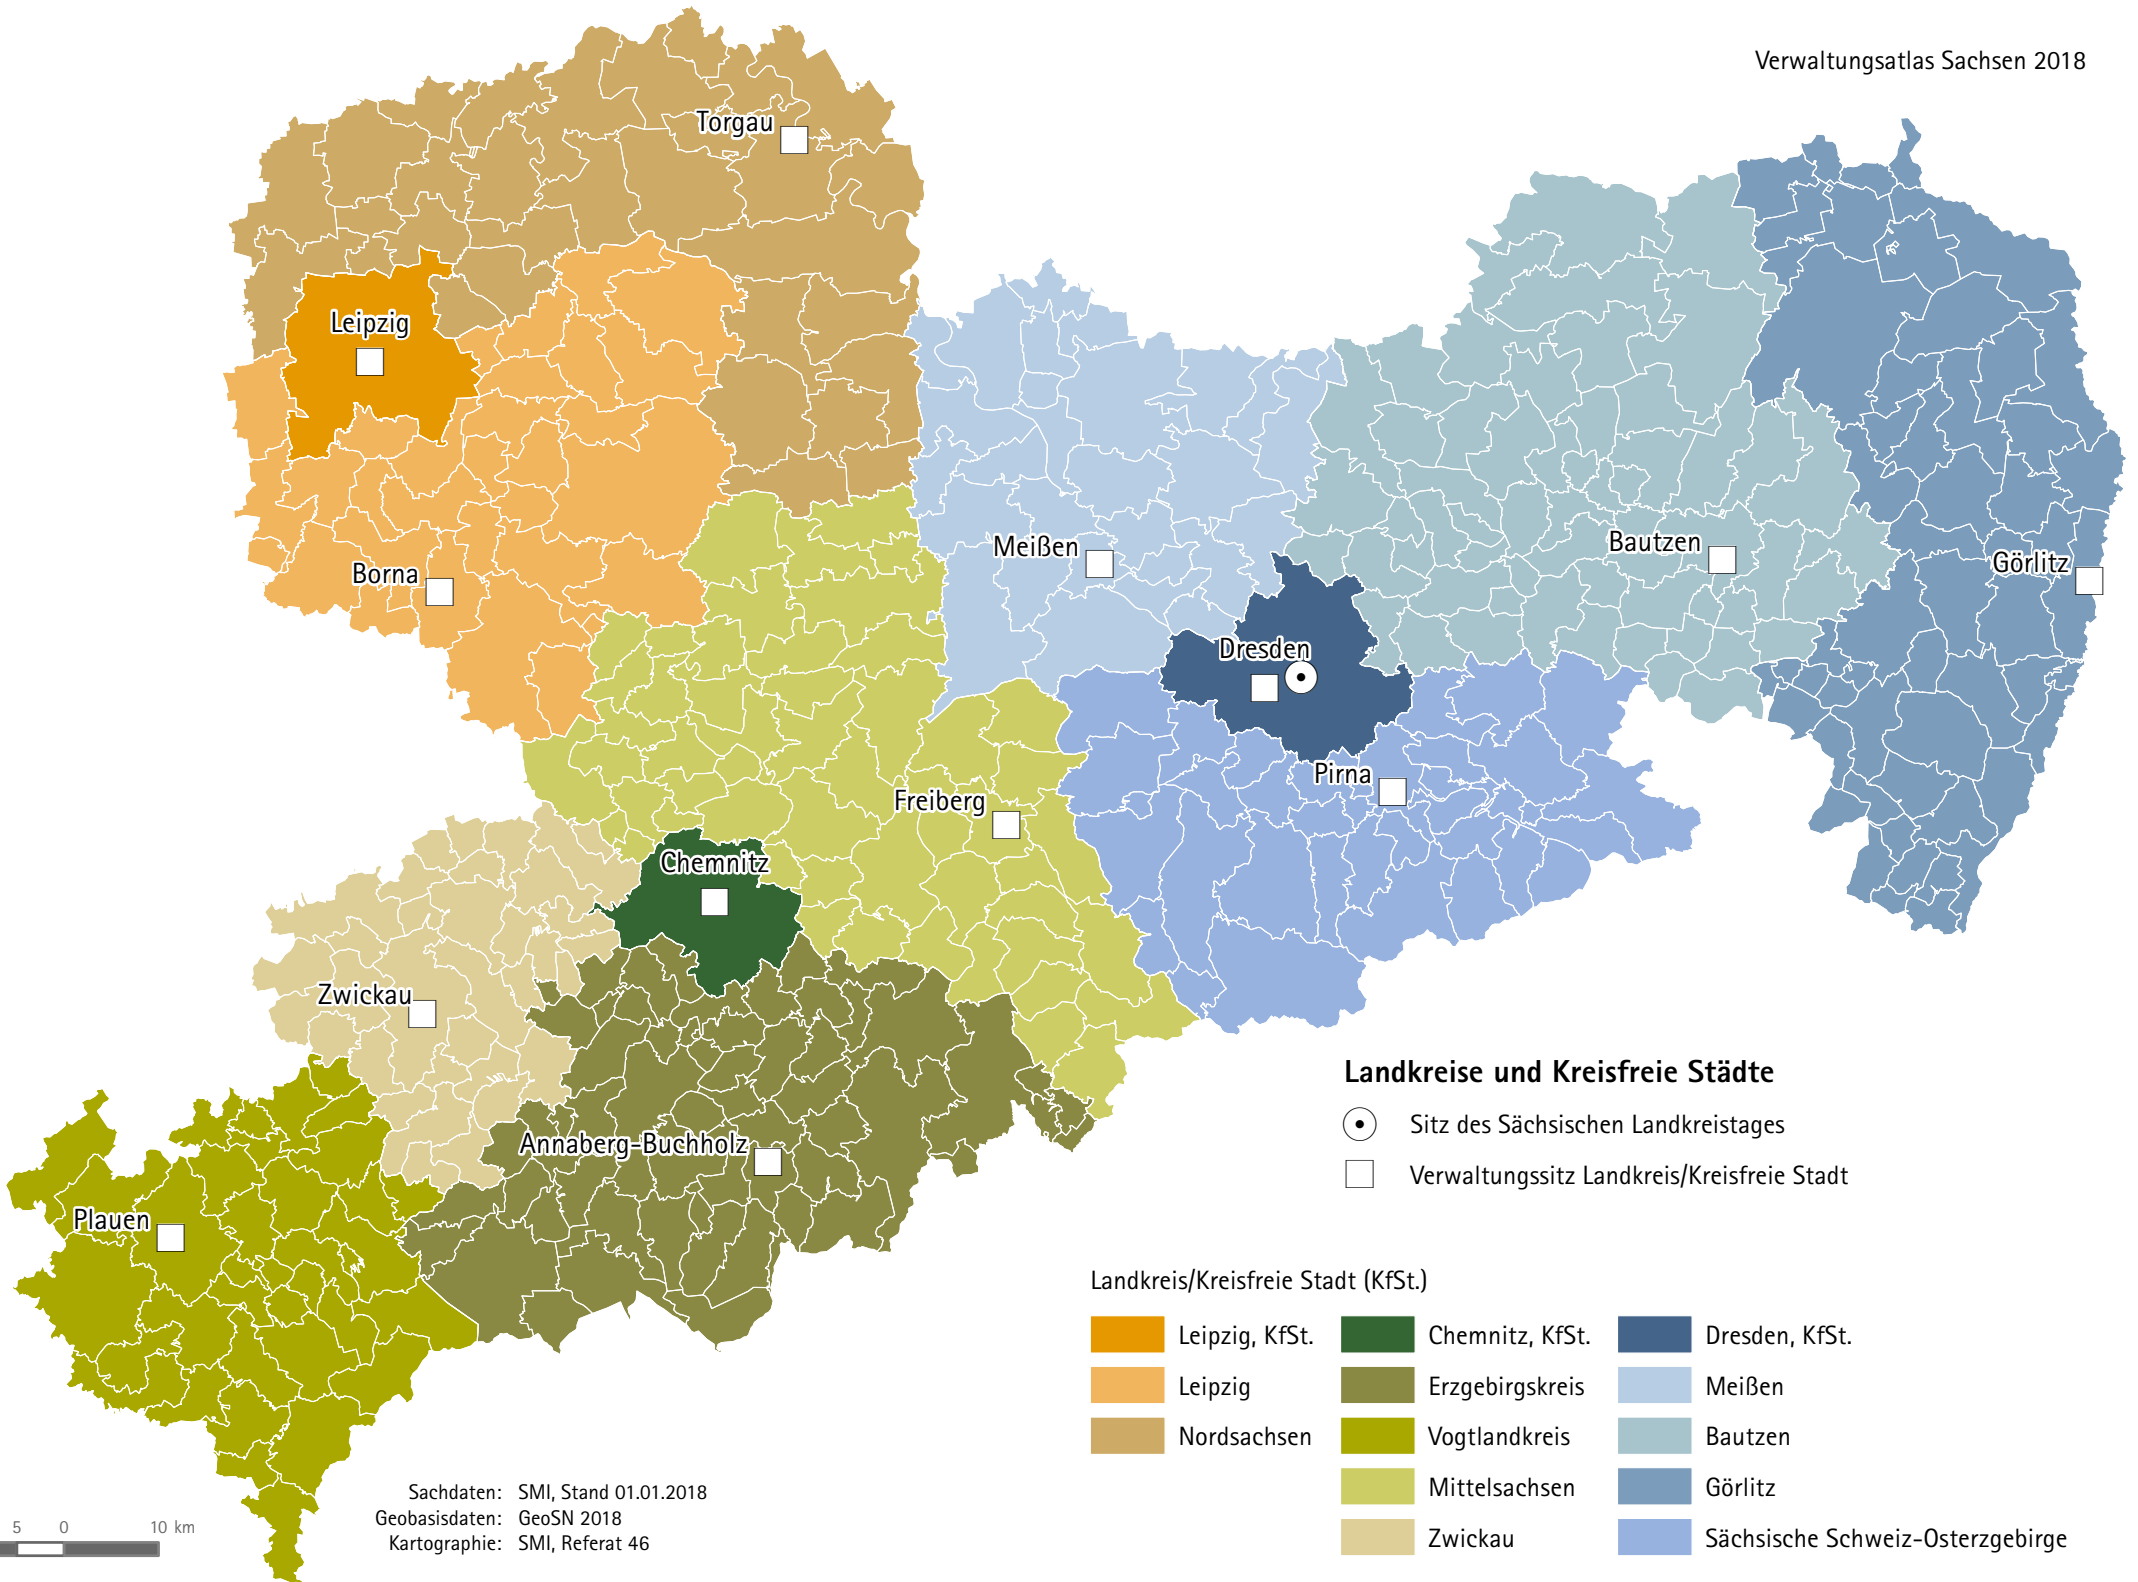 Verwaltungsatlas Sachsen 2018
Torgau
Leipzig
Meißen
Bautzen
Görlitz
Borna
Dresden
Pirna
Freiberg
Chemnitz
Zwickau
Annaberg-Buchholz
Plauen
Landkreise und Kreisfreie Städte
Sitz des Sächsischen Landkreistages
Verwaltungssitz Landkreis/Kreisfreie Stadt
Landkreis/Kreisfreie Stadt (KfSt.)
Leipzig, KfSt.
Leipzig
Nordsachsen
Chemnitz, KfSt.
Erzgebirgskreis
Vogtlandkreis
Mittelsachsen
Zwickau
Dresden, KfSt.
Meißen
Bautzen
Görlitz
Sächsische Schweiz-Osterzgebirge
Sachdaten: SMI, Stand 01.01.2018
Geobasisdaten: GeoSN 2018
Kartographie: SMI, Referat 46
5 0 10 km